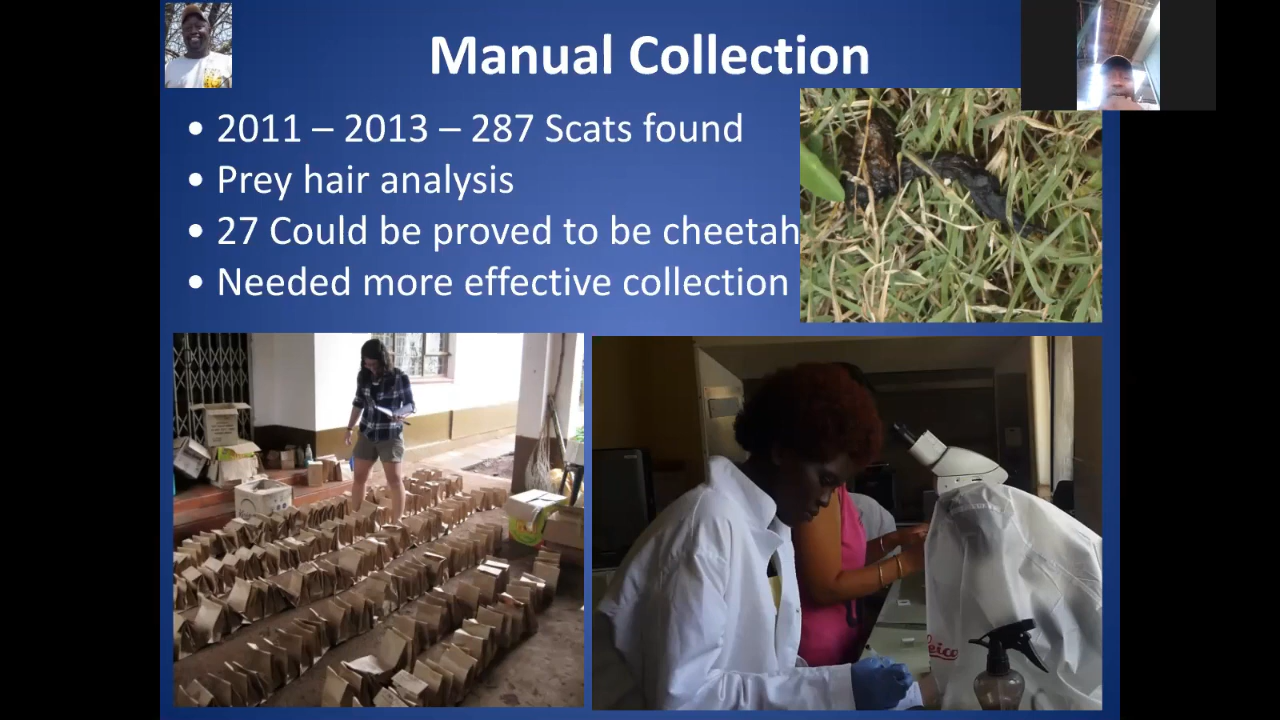 Manual Collection
• 2011 – 2013 – 287 Scats found
• Prey hair analysis
• 27 Could be proved to be cheetah
• Needed more effective collection
Leica